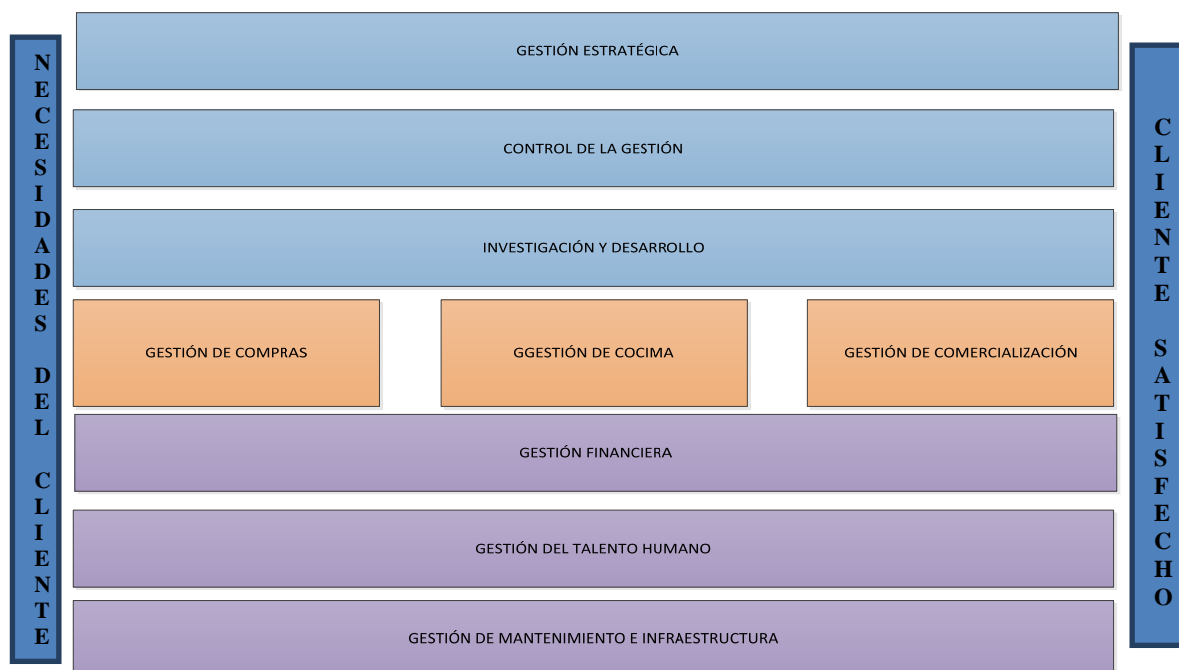 NECESIDADES DEL CLIENTE
GESTIÓN ESTRATÉGICA
CONTROL DE LA GESTIÓN
INVESTIGACIÓN Y DESARROLLO
GESTIÓN DE COMPRAS
GGESTIÓN DE COCIMA
GESTIÓN DE COMERCIALIZACIÓN
GESTIÓN FINANCIERA
GESTIÓN DEL TALENTO HUMANO
GESTIÓN DE MANTENIMIENTO E INFRAESTRUCTURA
CLIENTE SATISFECHO